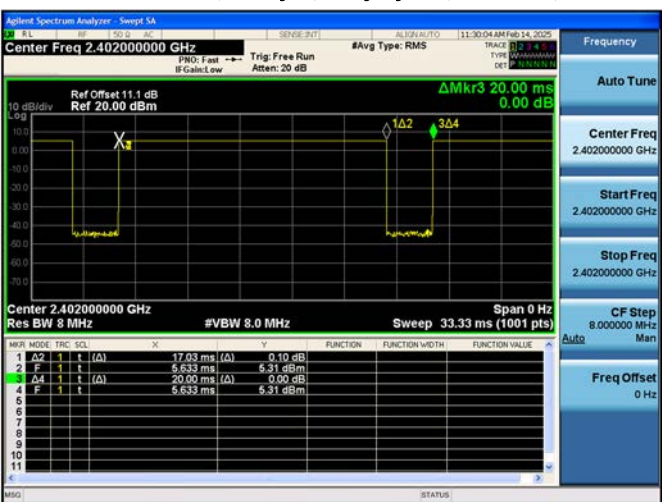 Agilent Spectrum Analyzer - Swept SA
RL RF 50 Ω AC SENSE:INT ALIGN AUTO 11:30:04 AM Feb 14, 2025
Center Freq 2.402000000 GHz #Avg Type: RMS TRACE 1 2 3 4 5 6
PNO: Fast Trig: Free Run TYPE
IFGain:Low Atten: 20 dB DET P N N N N N
Frequency
Auto Tune
Center Freq
2.402000000 GHz
Start Freq
2.402000000 GHz
Stop Freq
2.402000000 GHz
CF Step
8.000000 MHz
Auto Man
Freq Offset
0 Hz
Ref Offset 11.1 dB ΔMkr3 20.00 ms
10 dB/div Ref 20.00 dBm 0.00 dB
Log
1Δ2 3Δ4
10.0
0.00
-10.0
-20.0
-30.0
-40.0
-50.0
-60.0
-70.0
Center 2.402000000 GHz Span 0 Hz
Res BW 8 MHz #VBW 8.0 MHz Sweep 33.33 ms (1001 pts)
MKR MODE TRC SCL X Y FUNCTION FUNCTION WIDTH FUNCTION VALUE
1 Δ2 1 t (Δ) 17.03 ms (Δ) 0.10 dB
2 F 1 t 5.633 ms 5.31 dBm
3 Δ4 1 t (Δ) 20.00 ms (Δ) 0.00 dB
4 F 1 t 5.633 ms 5.31 dBm
5
6
7
8
9
10
11
MSG STATUS